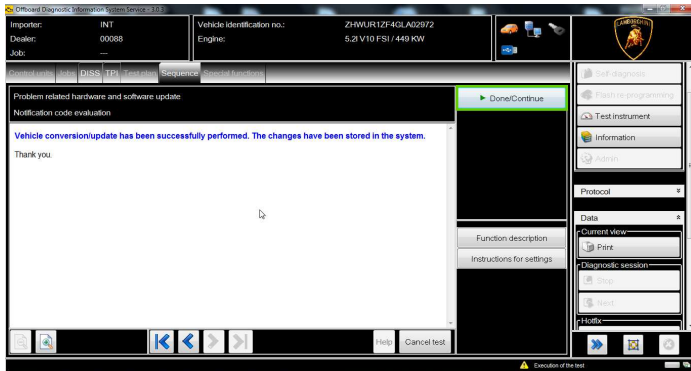 Offboard Diagnostic Information System Service - 3.0.3
Importer: INT
Dealer: 00088
Job: —
Vehicle identification no.: ZHWUR1ZF4GLA02972
Engine: 5.2l V10 FSI / 449 KW
LAMBORGHINI
Control units Jobs DISS TPI Test plan Sequence Special functions
Problem related hardware and software update
Notification code evaluation
Vehicle conversion/update has been successfully performed. The changes have been stored in the system.
Thank you.
Done/Continue
Function description
Instructions for settings
Help
Cancel test
Self-diagnosis
Flash re-programming
Test instrument
Information
Admin
Protocol
Data
Current view
Print
Diagnostic session
Stop
Next
Hotfix
Execution of the test